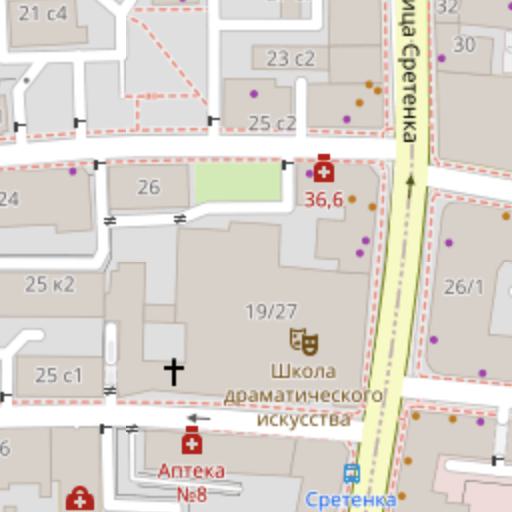 21 с4
32
30
23 с2
ица Сретенка
25 с2
36,6
26
24
26/1
25 к2
19/27
25 с1
Школа
драматического
искусства
6
Аптека
№8
Сретенка